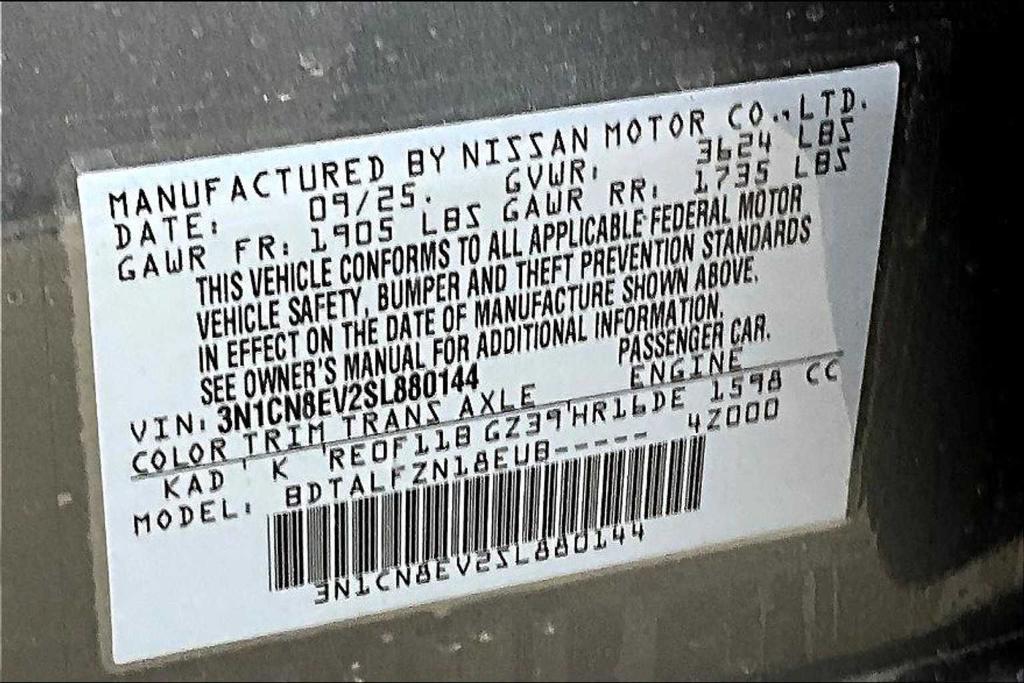 MANUFACTURED BY NISSAN MOTOR CO., LTD.
DATE: 09/25. GVWR: 3624 LBS
GAWR FR: 1905 LBS GAWR RR: 1735 LBS
THIS VEHICLE CONFORMS TO ALL APPLICABLE FEDERAL MOTOR
VEHICLE SAFETY, BUMPER AND THEFT PREVENTION STANDARDS
IN EFFECT ON THE DATE OF MANUFACTURE SHOWN ABOVE.
SEE OWNER'S MANUAL FOR ADDITIONAL INFORMATION.
VIN: 3N1CN8EV2SL880144 PASSENGER CAR.
COLOR TRIM TRANS AXLE ENGINE
KAD K RE0F11B GZ39 HR16DE 1598 CC
MODEL: BDTALFZN18EUB----- 4Z000
3N1CN8EV2SL880144